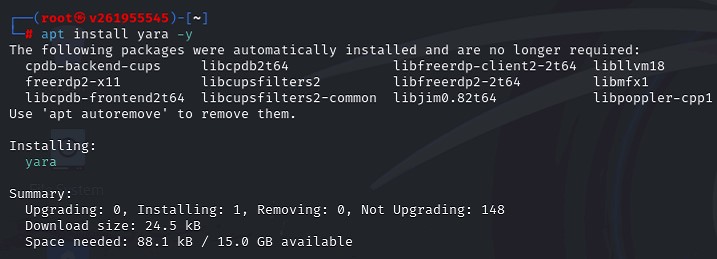 ┌──(root㉿v261955545)-[~]
└─# apt install yara -y
The following packages were automatically installed and are no longer required:
  cpdb-backend-cups   libcpdb2t64             libfreerdp-client2-2t64  libllvm18
  freerdp2-x11        libcupsfilters2         libfreerdp2-2t64         libmfx1
  libcpdb-frontend2t64  libcupsfilters2-common  libjim0.82t64            libpoppler-cpp1
Use 'apt autoremove' to remove them.

Installing:
  yara

Summary:
  Upgrading: 0, Installing: 1, Removing: 0, Not Upgrading: 148
  Download size: 24.5 kB
  Space needed: 88.1 kB / 15.0 GB available